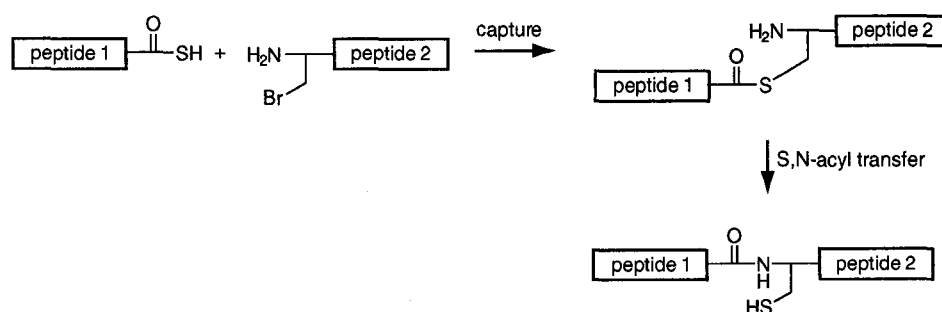 O
peptide 1
SH
+
H₂N
peptide 2
Br
capture
H₂N
peptide 2
O
peptide 1
S
S,N-acyl transfer
O
peptide 1
N
H
peptide 2
HS